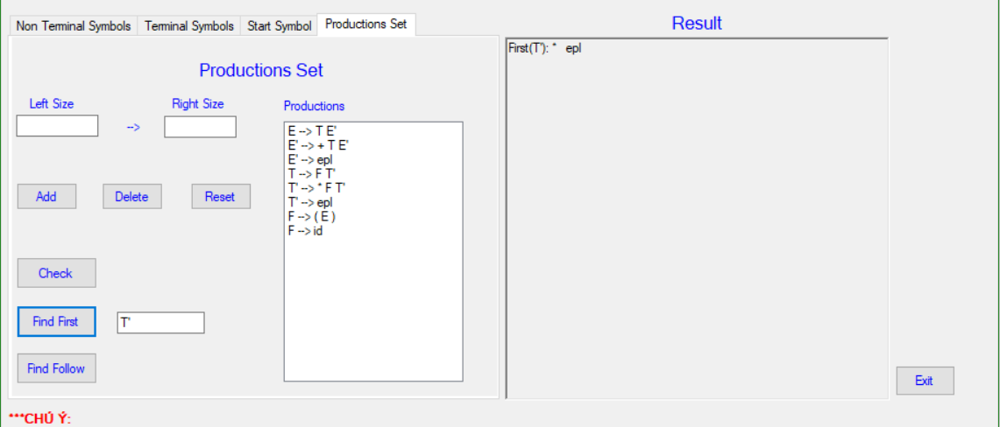 Non Terminal Symbols Terminal Symbols Start Symbol Productions Set
Productions Set
Left Size Right Size Productions
-->
E --> T E'
E' --> + T E'
E' --> epl
T --> F T'
T' --> * F T'
T' --> epl
F --> ( E )
F --> id
Add Delete Reset
Check
Find First T'
Find Follow
Result
First(T'): * epl
Exit
***CHÚ Ý: